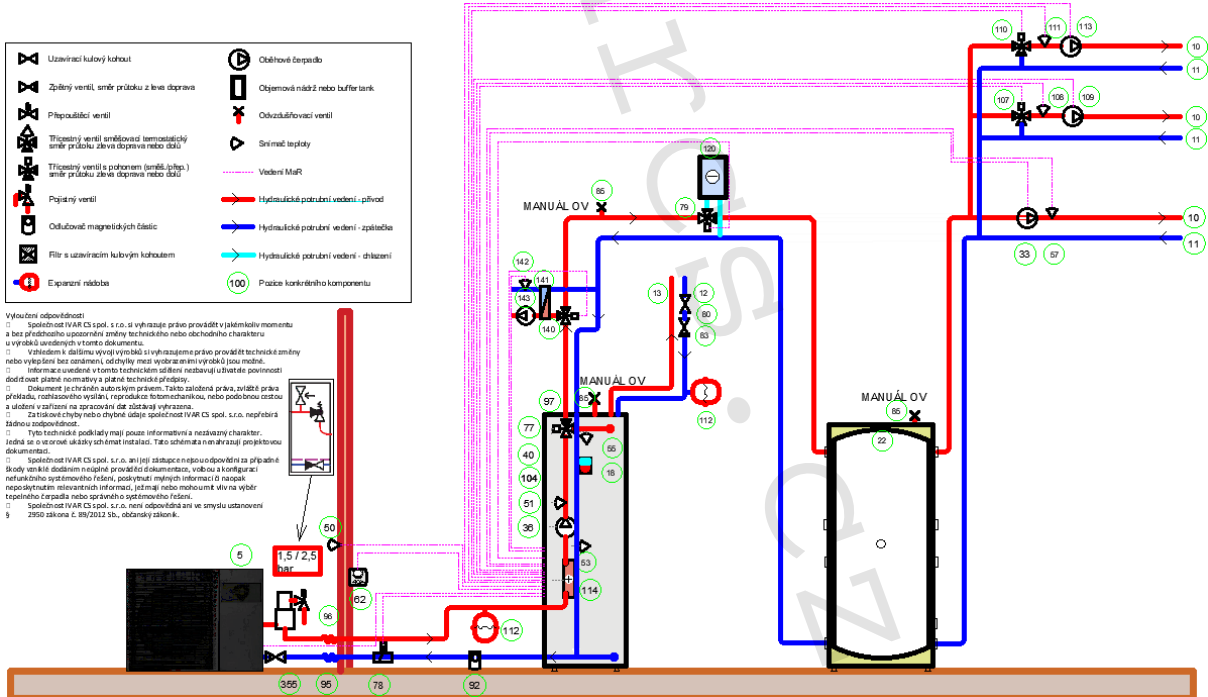 Uzavírací kulový kohout
Zpětný ventil, směr průtoku z leva doprava
Přepouštěcí ventil
Třícestný ventil směšovací termostatický
směr průtoku zleva doprava nebo dolů
Třícestný ventil s pohonem (směš./přep.)
směr průtoku zleva doprava nebo dolů
Pojistný ventil
Odlučovač magnetických částic
Filtr s uzavíracím kulovým kohoutem
Expanzní nádoba
Oběhové čerpadlo
Objemová nádrž nebo buffertank
Odvzdušňovací ventil
Snímač teploty
Vedení MaR
Hydraulické potrubní vedení - přívod
Hydraulické potrubní vedení - zpátečka
Hydraulické potrubní vedení - chlazení
100 Pozice konkrétního komponentu
Vyloučení odpovědnosti
Společnost IVAR CS spol. s r.o. si vyhrazuje právo provádět v jakémkoliv momentu
a bez předchozího upozornění změny technického nebo obchodního charakteru
u výrobků uvedených v tomto dokumentu.
Vzhledem k dalšímu vývoji výrobků si vyhrazujeme právo provádět technické změny
nebo vylepšení bez oznámení, odchylky mezi vyobrazeními výrobků jsou možné.
Informace uvedené v tomto technickém sdělení nezbavují uživatele povinnosti
dodržovat platné normativy a platné technické předpisy.
Dokument je chráněn autorským právem. Takto založená práva, zvláště práva
překladu, rozhlasového vysílání, reprodukce fotomechanikou, nebo podobnou cestou
a uložení v zařízení na zpracování dat zůstávají vyhrazena.
Za tiskové chyby nebo chybné údaje společnost IVAR CS spol. s r.o. nepřebírá
žádnou zodpovědnost.
Tyto technické podklady mají pouze informativní a nezávazný charakter.
Jedná se o vzorové ukázky schémat instalací. Tato schémata nenahrazují projektovou
dokumentaci.
Společnost IVAR CS spol. s r.o. ani její zástupce nejsou odpovědni za případné
škody vzniklé dodáním neúplné prováděcí dokumentace, volbou a konfigurací
nefunkčního systémového řešení, poskytnutí mylných informací či naopak
neposkytnutím relevantních informací, jež mají nebo mohou mít vliv na výběr
tepelného čerpadla nebo správného systémového řešení.
Společnost IVAR CS spol. s r.o. není odpovědná ani ve smyslu ustanovení
§ 2950 zákona č. 89/2012 Sb., občanský zákoník.
110
111
113
10
11
107
108
109
10
11
120
85
MANUÁLOV
79
10
11
33
57
142
141
143
140
13
12
80
83
MANUÁLOV
85
97
112
77
55
40
18
104
51
36
53
114
MANUÁLOV
85
22
50
5
1,5 / 2,5
bar
62
96
112
355
95
78
92